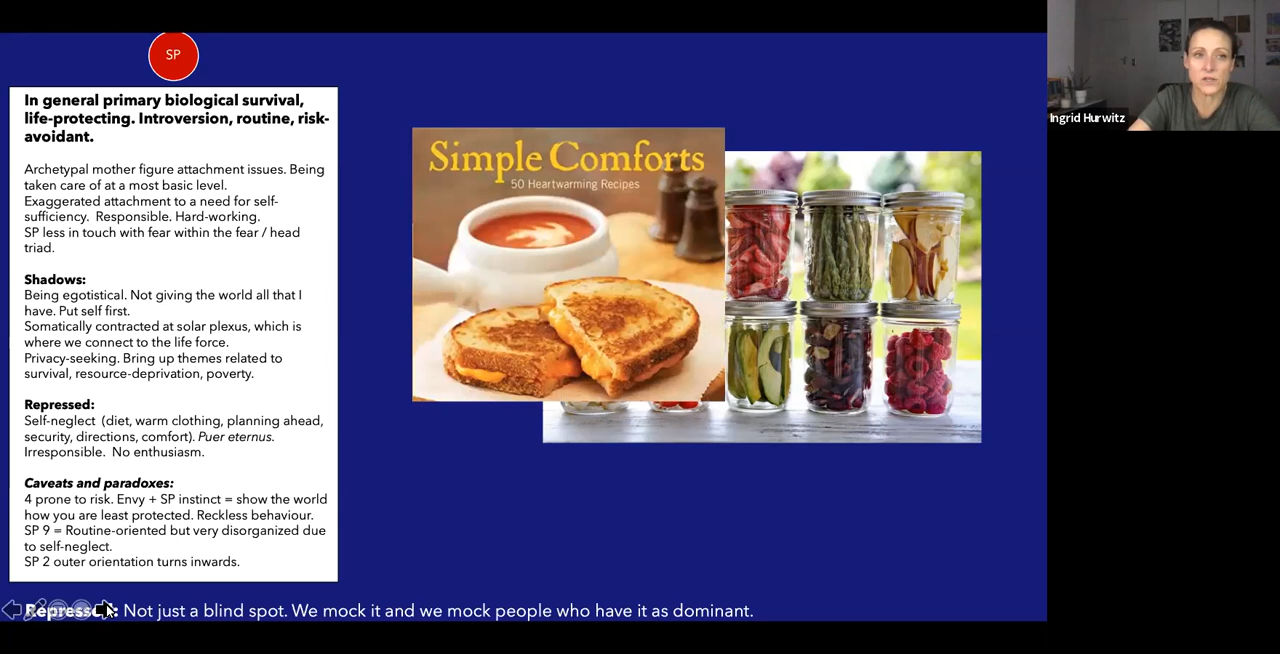 SP
In general primary biological survival,
life-protecting. Introversion, routine, risk-
avoidant.
Archetypal mother figure attachment issues. Being
taken care of at a most basic level.
Exaggerated attachment to a need for self-
sufficiency. Responsible. Hard-working.
SP less in touch with fear within the fear / head
triad.
Shadows:
Being egotistical. Not giving the world all that I
have. Put self first.
Somatically contracted at solar plexus, which is
where we connect to the life force.
Privacy-seeking. Bring up themes related to
survival, resource-deprivation, poverty.
Repressed:
Self-neglect (diet, warm clothing, planning ahead,
security, directions, comfort). Puer eternus.
Irresponsible. No enthusiasm.
Caveats and paradoxes:
4 prone to risk. Envy + SP instinct = show the world
how you are least protected. Reckless behaviour.
SP 9 = Routine-oriented but very disorganized due
to self-neglect.
SP 2 outer orientation turns inwards.
Simple Comforts
50 Heartwarming Recipes
Repressed: Not just a blind spot. We mock it and we mock people who have it as dominant.
Ingrid Hurwitz